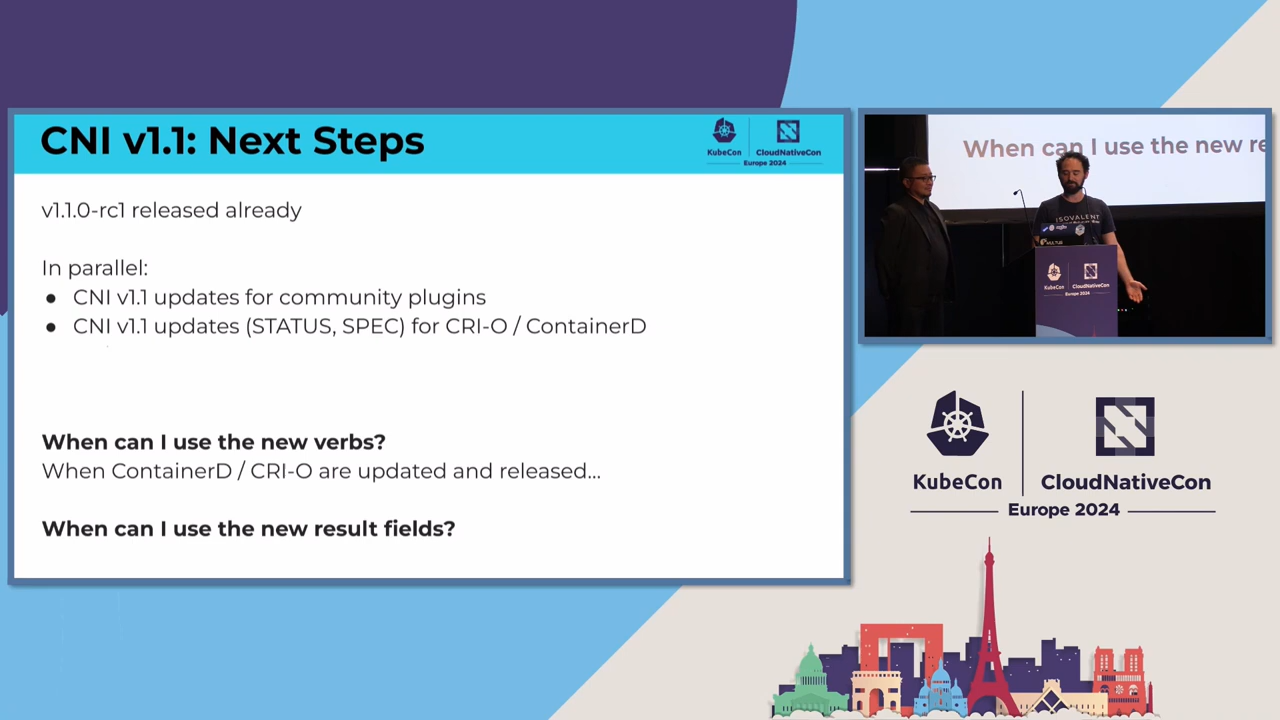 CNI v1.1: Next Steps
KubeCon
CloudNativeCon
Europe 2024
v1.1.0-rc1 released already
In parallel:
● CNI v1.1 updates for community plugins
● CNI v1.1 updates (STATUS, SPEC) for CRI-O / ContainerD
When can I use the new verbs?
When ContainerD / CRI-O are updated and released...
When can I use the new result fields?
When can I use the new re
ISOVALENT
MULTUS
KubeCon
CloudNativeCon
Europe 2024
KubeCon
CloudNativeCon
Europe 2024